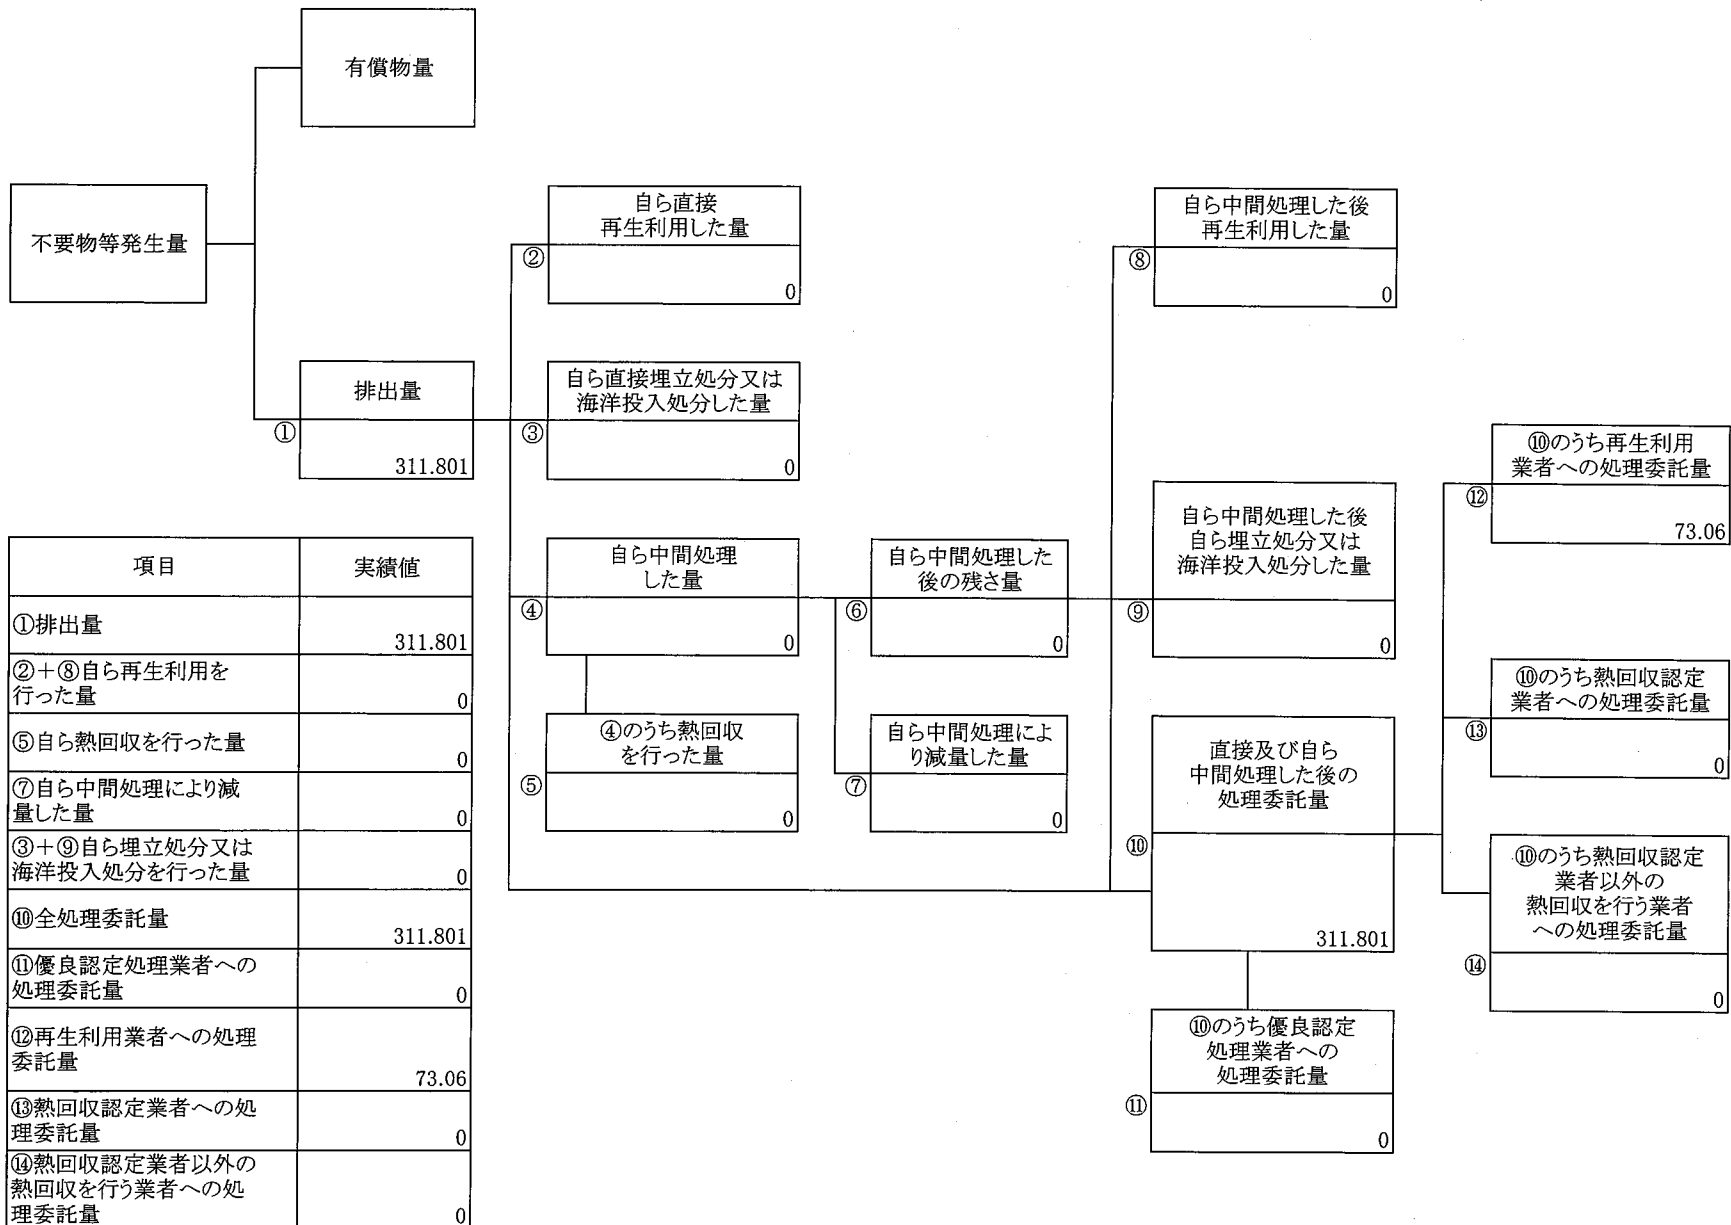 有償物量
不要物等発生量
排出量
①
311.801
自ら直接
再生利用した量
②
0
自ら直接埋立処分又は
海洋投入処分した量
③
0
自ら中間処理
した量
④
0
④のうち熱回収
を行った量
⑤
0
自ら中間処理した
後の残さ量
⑥
0
自ら中間処理によ
り減量した量
⑦
0
自ら中間処理した後
再生利用した量
⑧
0
自ら中間処理した後
自ら埋立処分又は
海洋投入処分した量
⑨
0
直接及び自ら
中間処理した後の
処理委託量
⑩
311.801
⑩のうち優良認定
処理業者への
処理委託量
⑪
0
⑩のうち再生利用
業者への処理委託量
⑫
73.06
⑩のうち熱回収認定
業者への処理委託量
⑬
0
⑩のうち熱回収認定
業者以外の
熱回収を行う業者
への処理委託量
⑭
0
項目 実績値
①排出量
311.801
②+⑧自ら再生利用を
行った量
0
⑤自ら熱回収を行った量
0
⑦自ら中間処理により減
量した量
0
③+⑨自ら埋立処分又は
海洋投入処分を行った量
0
⑩全処理委託量
311.801
⑪優良認定処理業者への
処理委託量
0
⑫再生利用業者への処理
委託量
73.06
⑬熱回収認定業者への処
理委託量
0
⑭熱回収認定業者以外の
熱回収を行う業者への処
理委託量
0